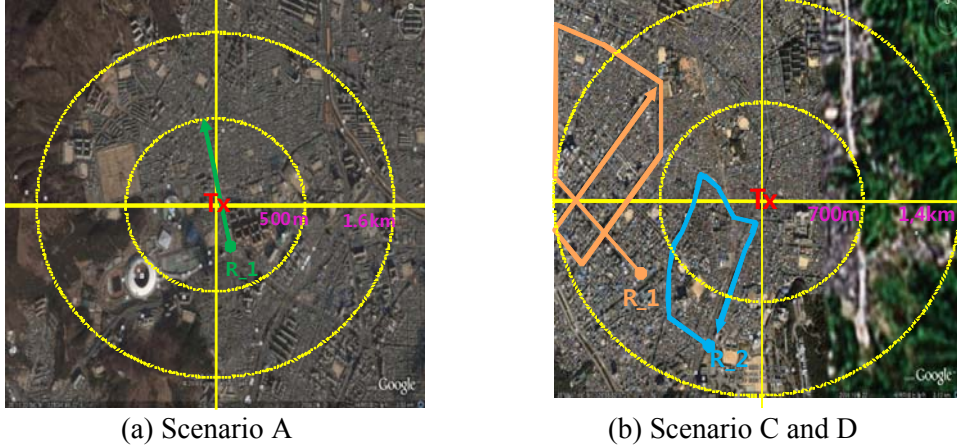 Tx
500m
1.6km
R_1
Google
(a) Scenario A
Tx
700m
1.4km
R_1
R_2
Google
(b) Scenario C and D